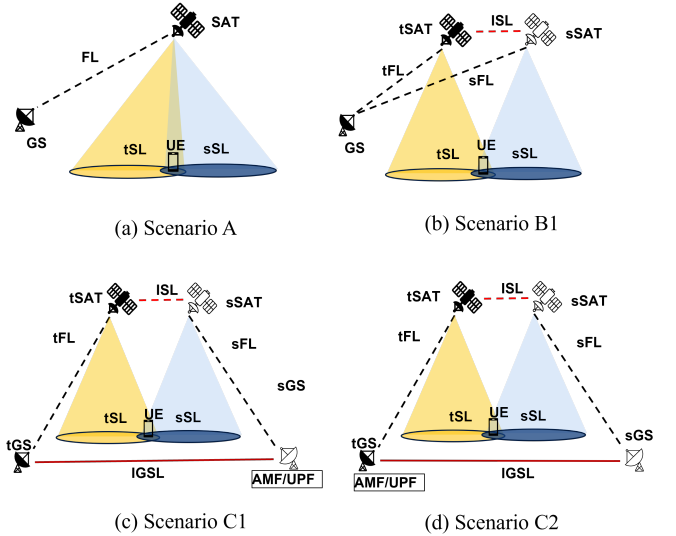 SAT
FL
GS
tSL
UE
sSL
(a) Scenario A
ISL
tSAT
sSAT
tFL
sFL
GS
tSL
UE
sSL
(b) Scenario B1
ISL
tSAT
sSAT
tFL
sFL
sGS
tSL
UE
sSL
tGS
IGSL
AMF/UPF
(c) Scenario C1
ISL
tSAT
sSAT
tFL
sFL
tSL
UE
sSL
tGS
sGS
IGSL
AMF/UPF
(d) Scenario C2